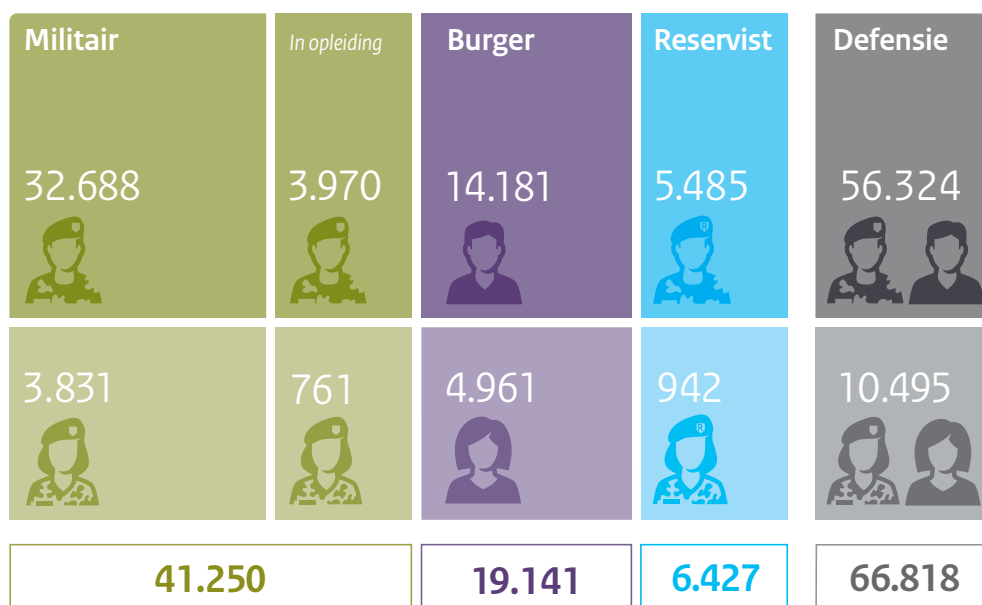 Militair
In opleiding
Burger
Reservist
Defensie
32.688
3.970
14.181
5.485
56.324
3.831
761
4.961
942
10.495
41.250
19.141
6.427
66.818